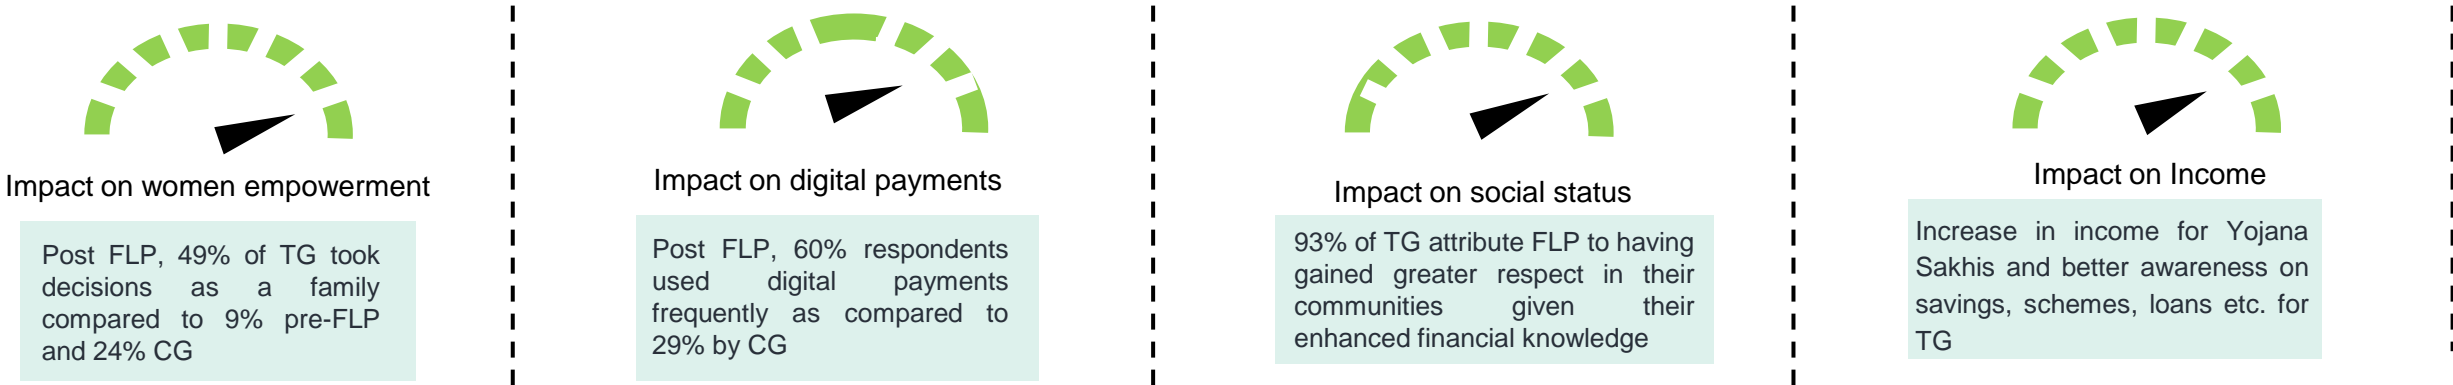 Impact on women empowerment
Post FLP, 49% of TG took
decisions as a family
compared to 9% pre-FLP
and 24% CG
Impact on digital payments
Post FLP, 60% respondents
used digital payments
frequently as compared to
29% by CG
Impact on social status
93% of TG attribute FLP to having
gained greater respect in their
communities given their
enhanced financial knowledge
Impact on Income
Increase in income for Yojana
Sakhis and better awareness on
savings, schemes, loans etc. for
TG